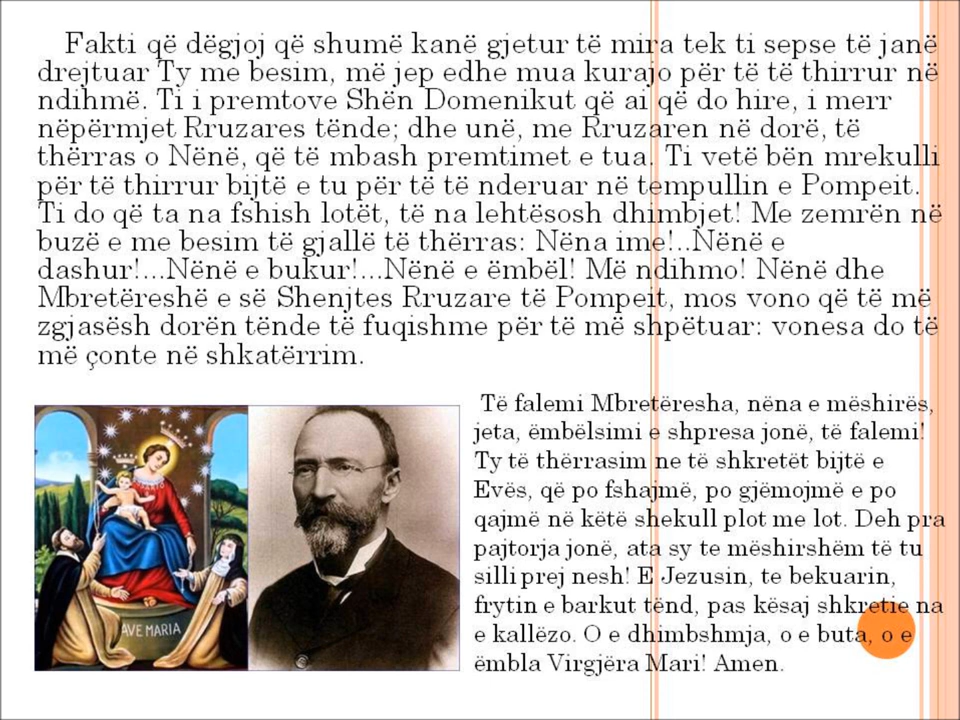 Fakti që dëgjoj që shumë kanë gjetur të mira tek ti sepse të janë
drejtuar Ty me besim, më jep edhe mua kurajo për të të thirrur në
ndihmë. Ti i premtove Shën Domenikut që ai që do hire, i merr
nëpërmjet Rruzares tënde; dhe unë, me Rruzaren në dorë, të
thërras o Nënë, që të mbash premtimet e tua. Ti vetë bën mrekulli
për të thirrur bijtë e tu për të të nderuar në tempullin e Pompeit.
Ti do që ta na fshish lotët, të na lehtësosh dhimbjet! Me zemrën në
buzë e me besim të gjallë të thërras: Nëna ime!..Nënë e
dashur!...Nënë e bukur!...Nënë e ëmbël! Më ndihmo! Nënë dhe
Mbretëreshë e së Shenjtes Rruzare të Pompeit, mos vono që të më
zgjasësh dorën tënde të fuqishme për të më shpëtuar: vonesa do të
më çonte në shkatërrim.
Të falemi Mbretëresha, nëna e mëshirës,
jeta, ëmbëlsimi e shpresa jonë, të falemi!
Ty të thërrasim ne të shkretët bijtë e
Evës, që po fshajmë, po gjëmojmë e po
qajmë në këtë shekull plot me lot. Deh pra
pajtorja jonë, ata sy te mëshirshëm të tu
silli prej nesh! E Jezusin, te bekuarin,
frytin e barkut tënd, pas kësaj shkretie na
e kallëzo. O e dhimbshmja, o e buta, o e
ëmbla Virgjëra Mari! Amen.
AVE MARIA